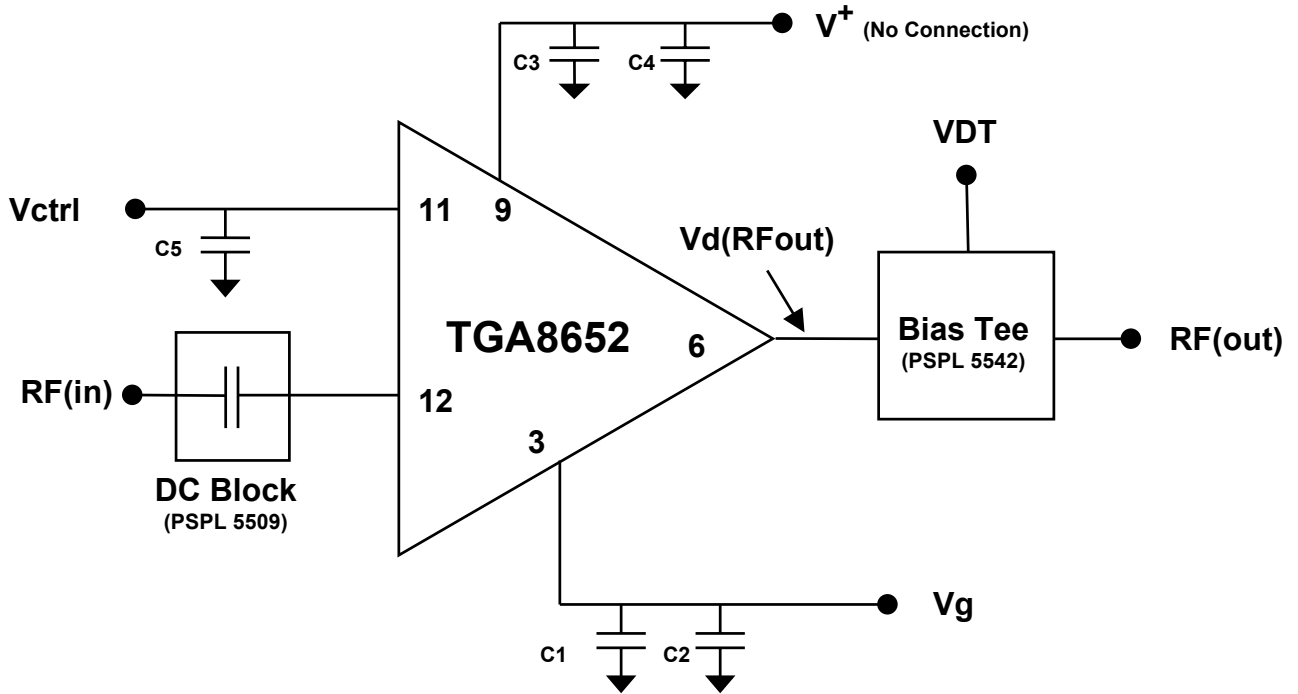 V+ (No Connection)
C3
C4
VDT
Vctrl
11
9
C5
Vd(RFout)
TGA8652
6
Bias Tee
(PSPL 5542)
RF(out)
RF(in)
12
3
DC Block
(PSPL 5509)
Vg
C1
C2